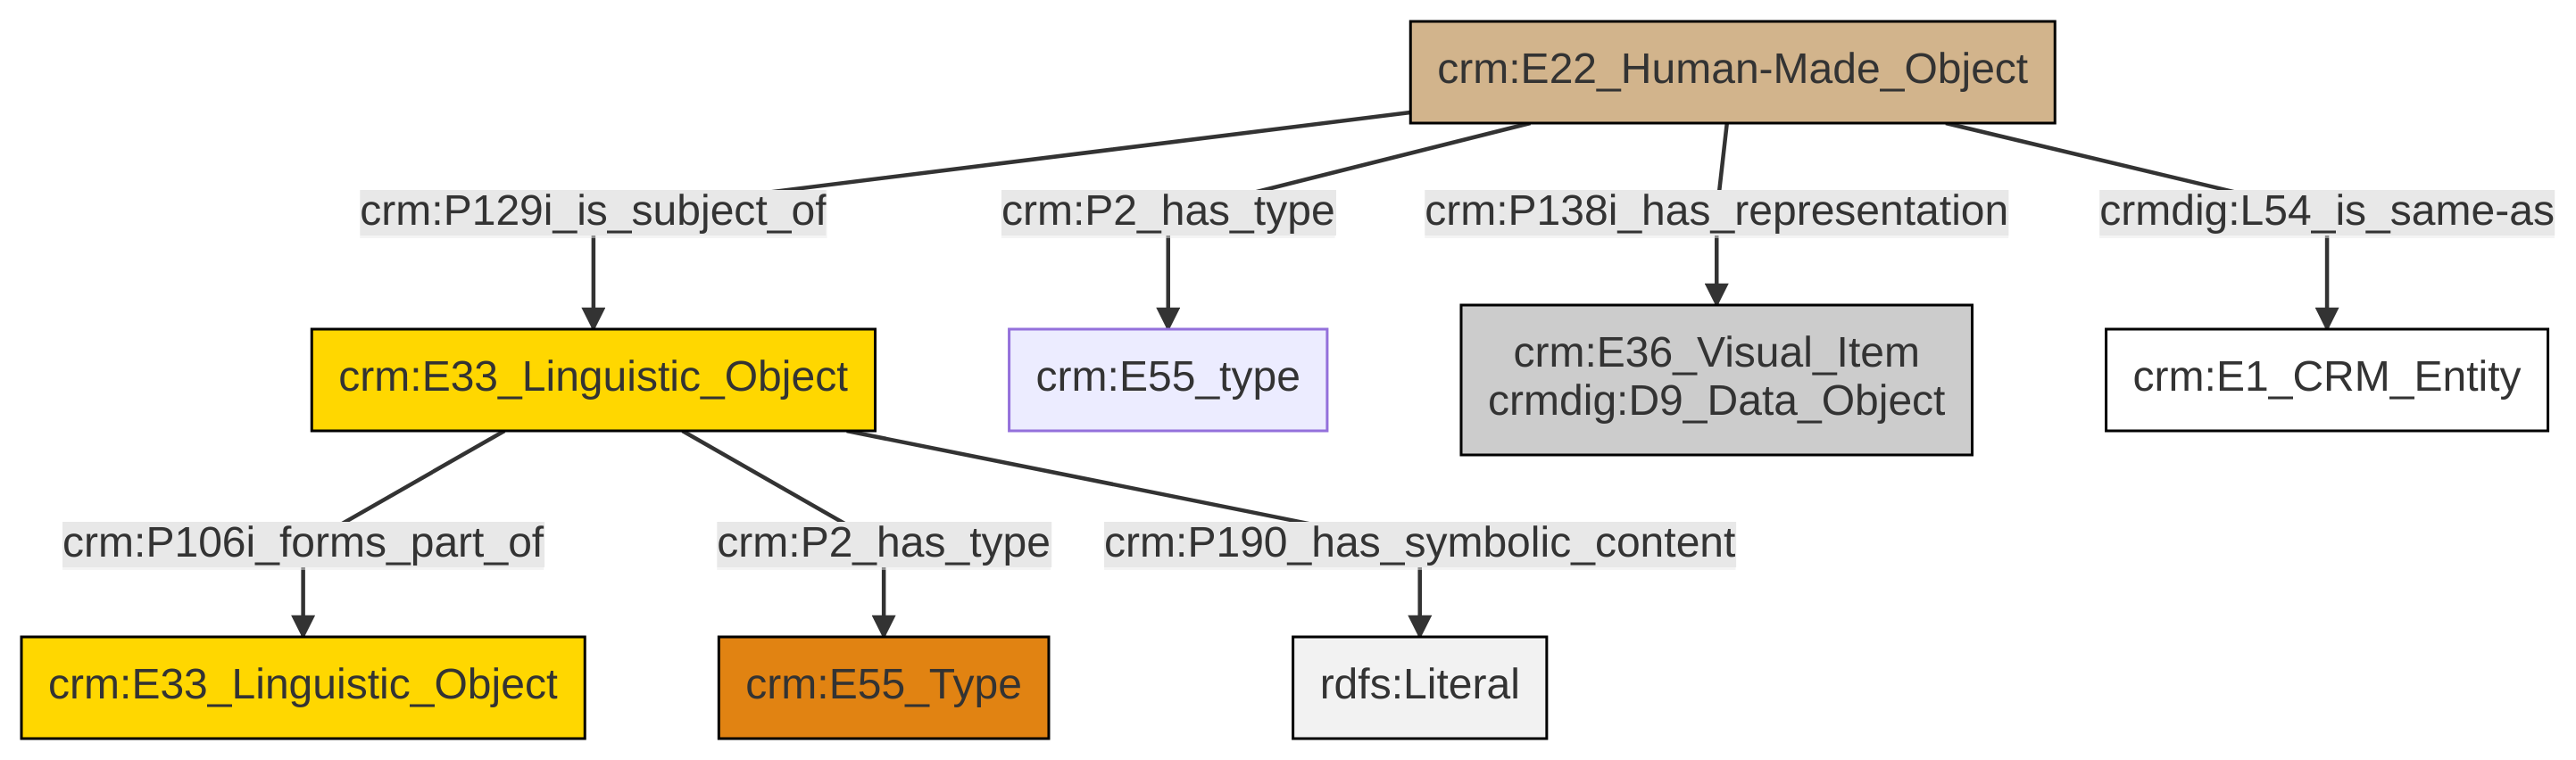 crm:E22_Human-Made_Object
crm:P129i_is_subject_of
crm:P2_has_type
crm:P138i_has_representation
crmdig:L54_is_same-as
crm:E33_Linguistic_Object
crm:E55_type
crm:E36_Visual_Item
crmdig:D9_Data_Object
crm:E1_CRM_Entity
crm:P106i_forms_part_of
crm:P2_has_type
crm:P190_has_symbolic_content
crm:E33_Linguistic_Object
crm:E55_Type
rdfs:Literal